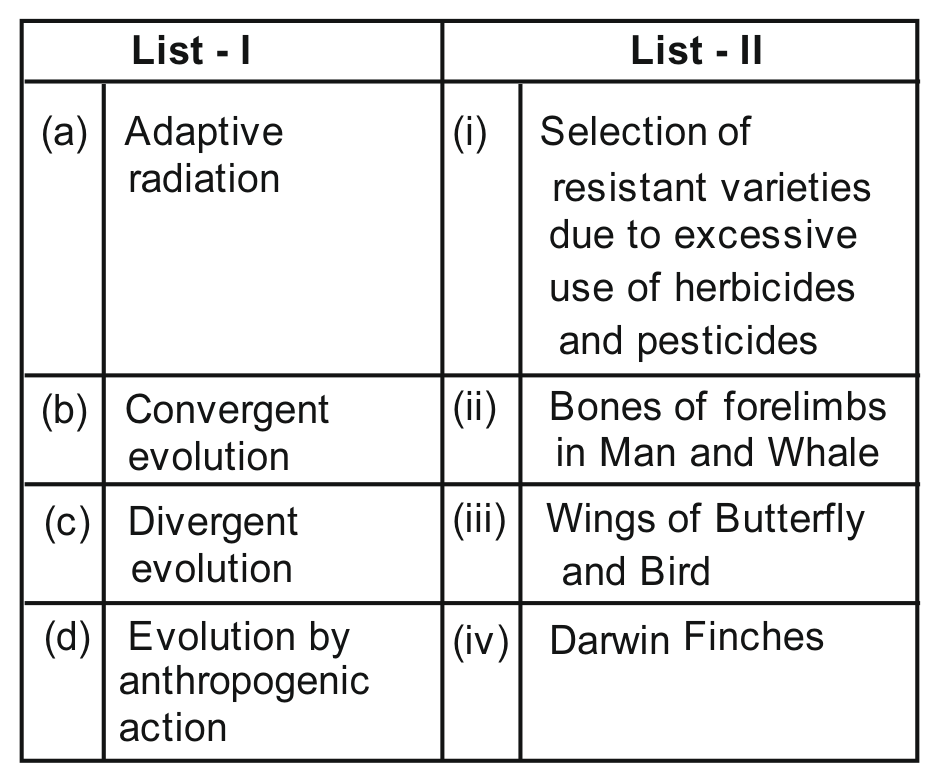 List - I
List - II
(a) Adaptive
radiation
(i) Selection of
resistant varieties
due to excessive
use of herbicides
and pesticides
(b) Convergent
evolution
(ii) Bones of forelimbs
in Man and Whale
(c) Divergent
evolution
(iii) Wings of Butterfly
and Bird
(d) Evolution by
anthropogenic
action
(iv) Darwin Finches